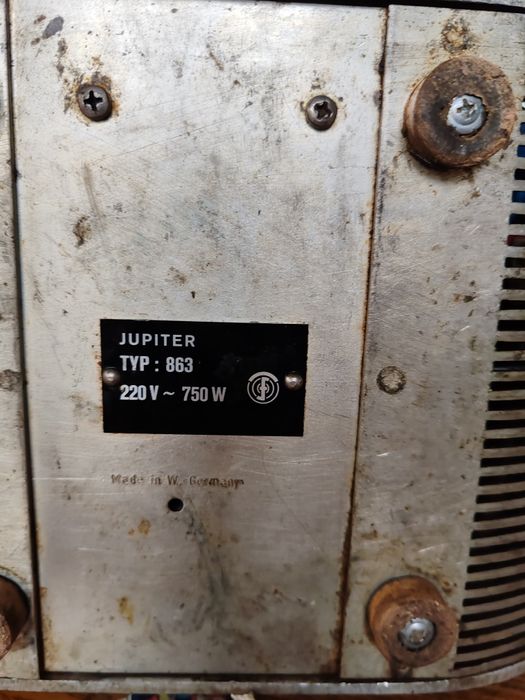 JUPITER
TYP : 863
220 V ~ 750 W
Made in W. Germany